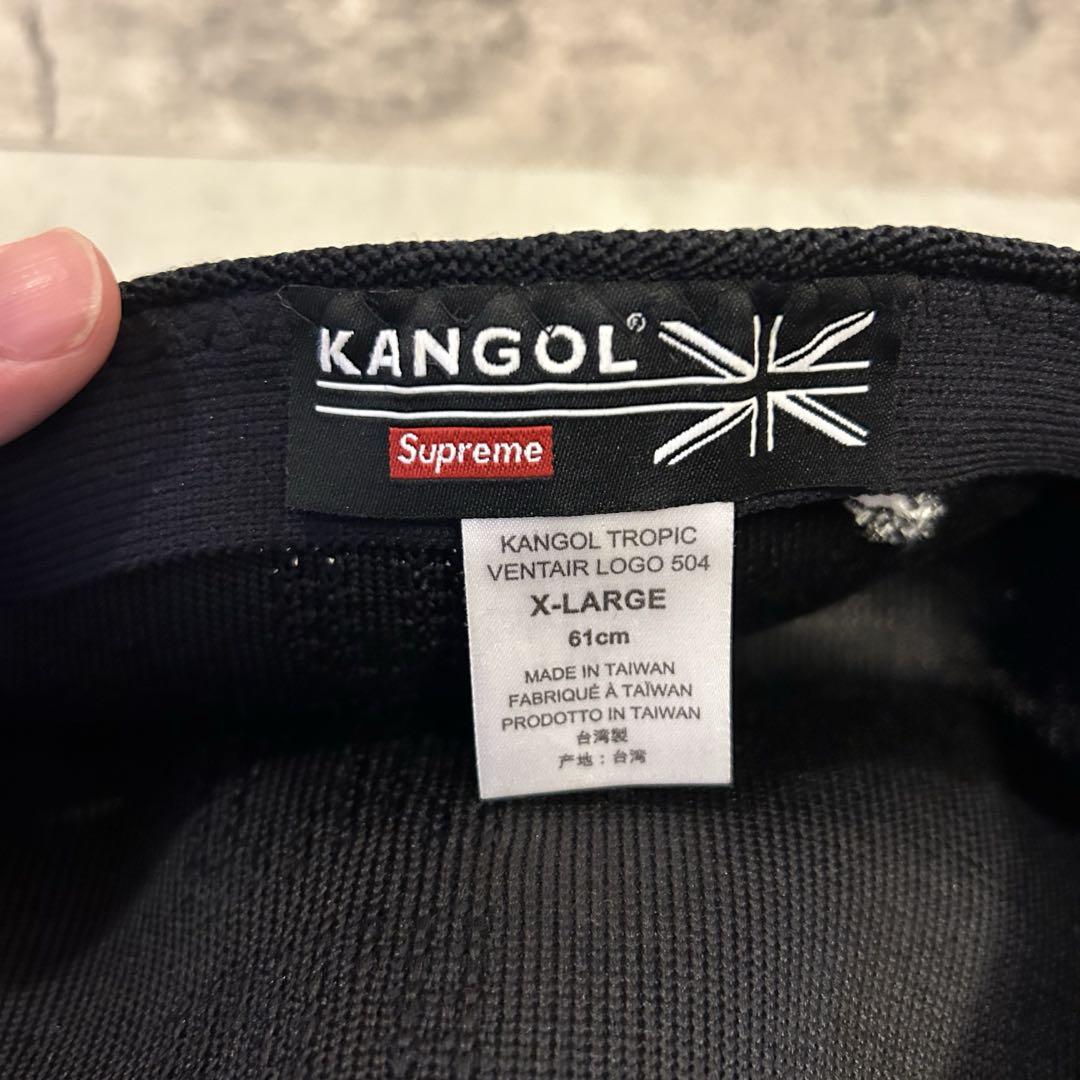 KANGOL®
Supreme
KANGOL TROPIC
VENTAIR LOGO 504
X-LARGE
61cm
MADE IN TAIWAN
FABRIQUÉ À TAÏWAN
PRODOTTO IN TAIWAN
台湾製
产地：台湾